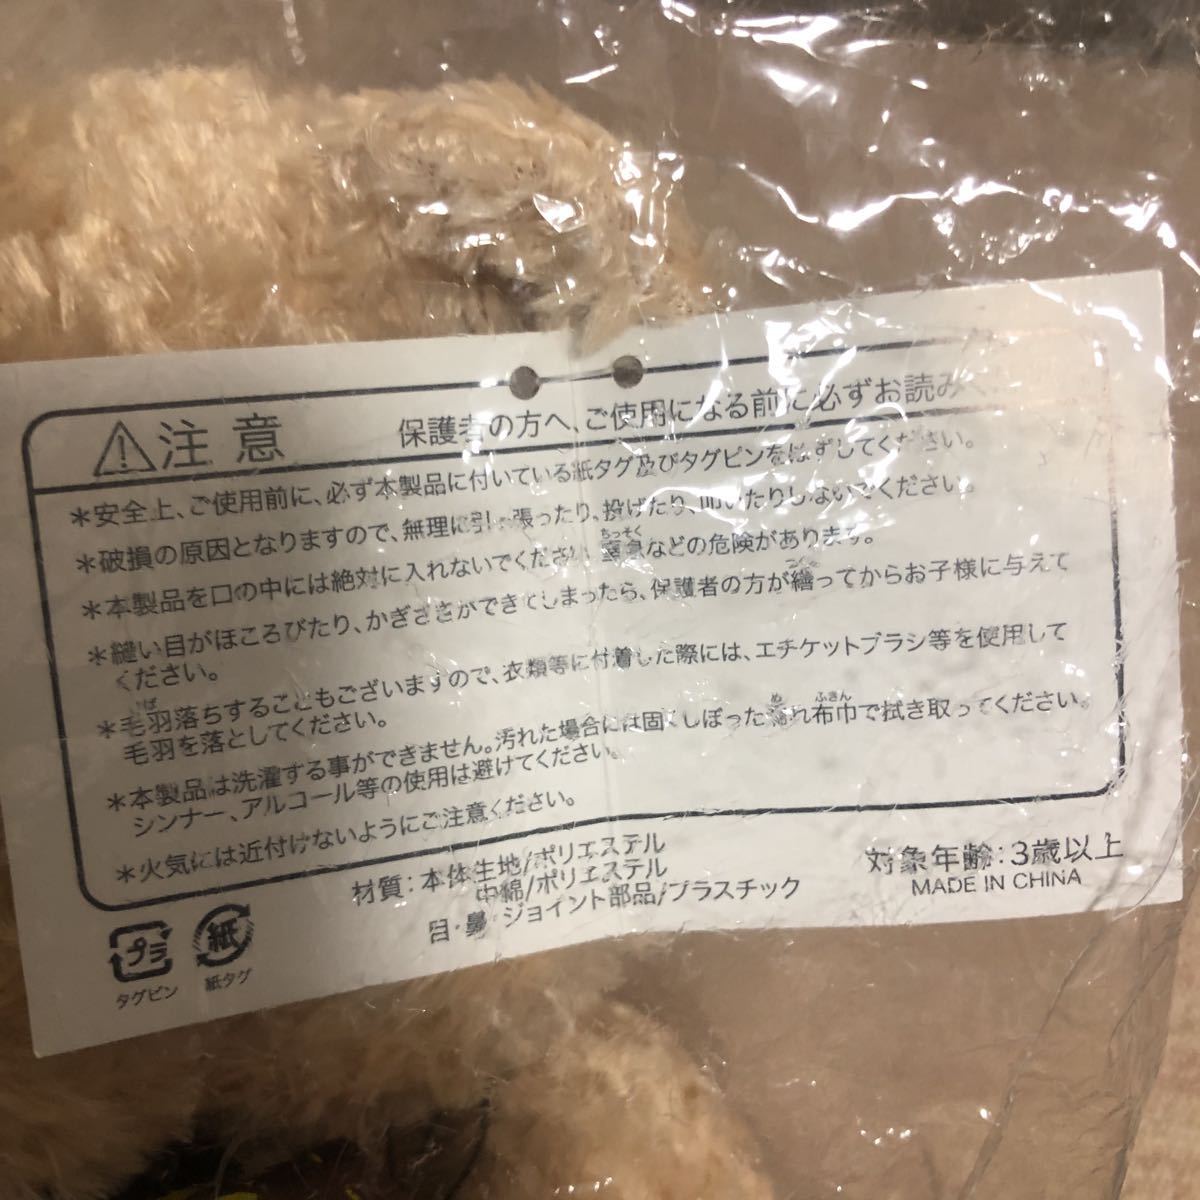 注意
保護者の方へ、ご使用になる前に必ずお読み
*安全上、ご使用前に、必ず本製品に付いている紙タグ及びタグピンをはずしてください。
*破損の原因となりますので、無理に引っ張ったり、投げたり、叩いたりしないでください。
*本製品を口の中には絶対に入れないでください。窒息などの危険があります。
ちっそく
*縫い目がほころびたり、かぎざきができてしまったら、保護者の方が繕ってからお子様に与えて
ください。
*毛羽落ちすることもございますので、衣類等に付着した際には、エチケットブラシ等を使用して
毛羽を落としてください。
*本製品は洗濯する事ができません。汚れた場合には固くしぼった濡れ布巾で拭き取ってください。
め ふきん
シンナー、アルコール等の使用は避けてください。
*火気には近付けないようにご注意ください。
材質:本体生地/ポリエステル
中綿/ポリエステル
目・鼻・ジョイント部品/プラスチック
対象年齢:3歳以上
MADE IN CHINA
プラ
タグピン
紙
紙タグ